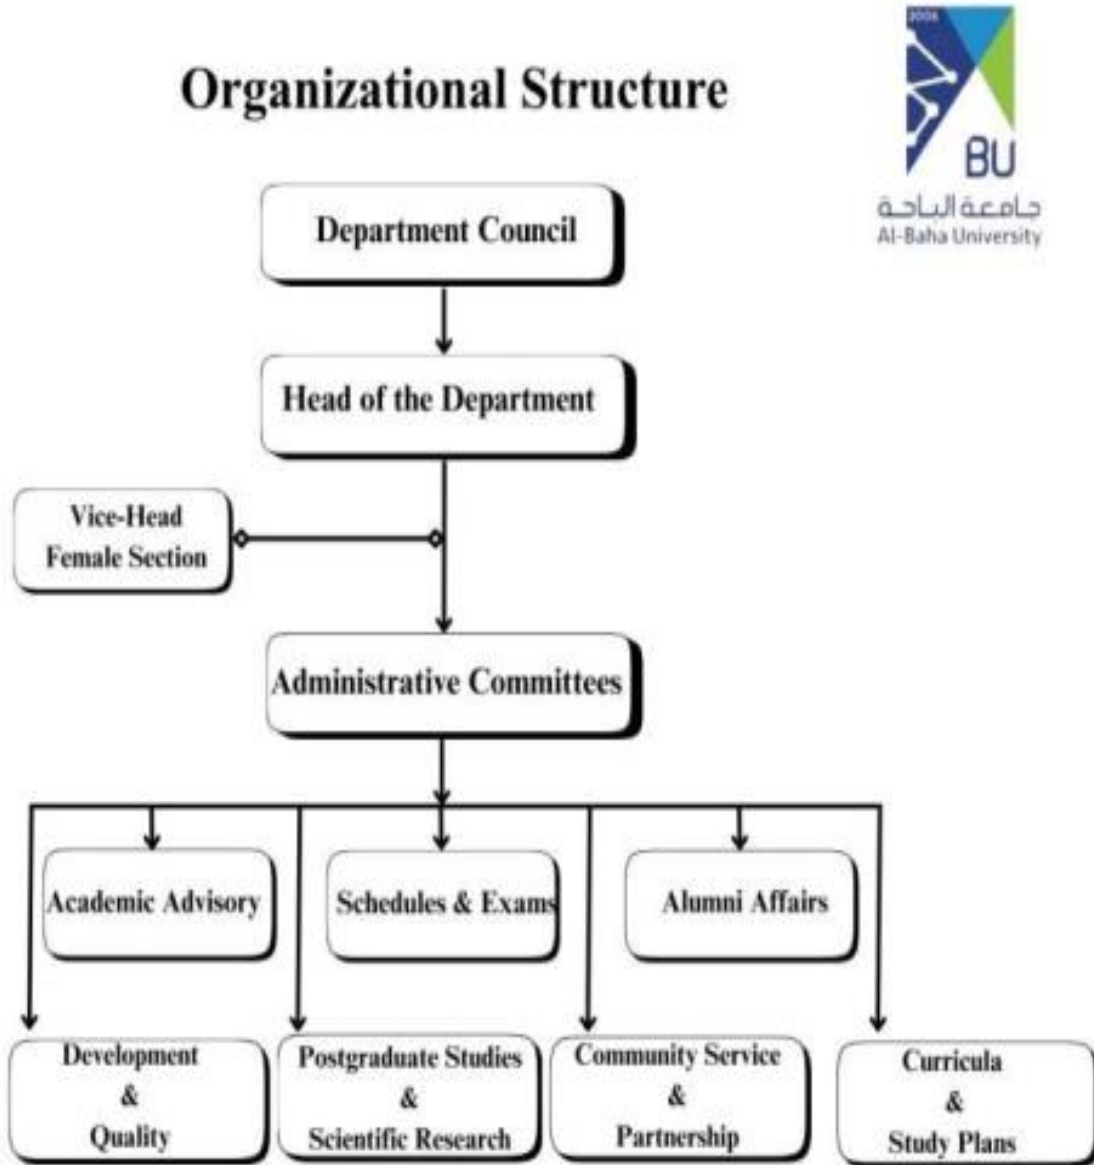 2006
BU
جامعة الباحة
Al-Baha University
Organizational Structure
Department Council
Head of the Department
Vice-Head
Female Section
Administrative Committees
Academic Advisory
Schedules & Exams
Alumni Affairs
Development
&
Quality
Postgraduate Studies
&
Scientific Research
Community Service
&
Partnership
Curricula
&
Study Plans